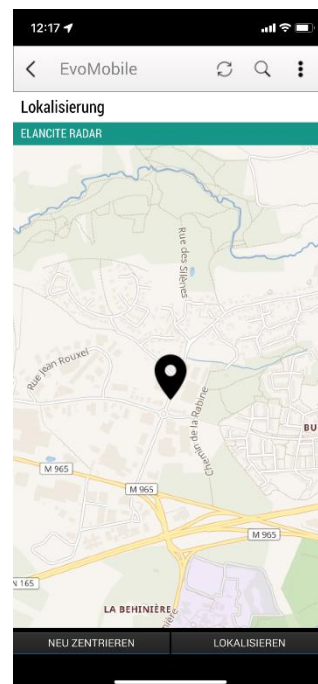 12:17
EvoMobile
Lokalisierung
ELANCITE RADAR
Rue des Sillènes
Rue Jean Rouxel
Chemin de la Rabine
BU
M 965
M 965
M 965
N 165
LA BEHINIÈRE
NEU ZENTRIEREN
LOKALISIEREN